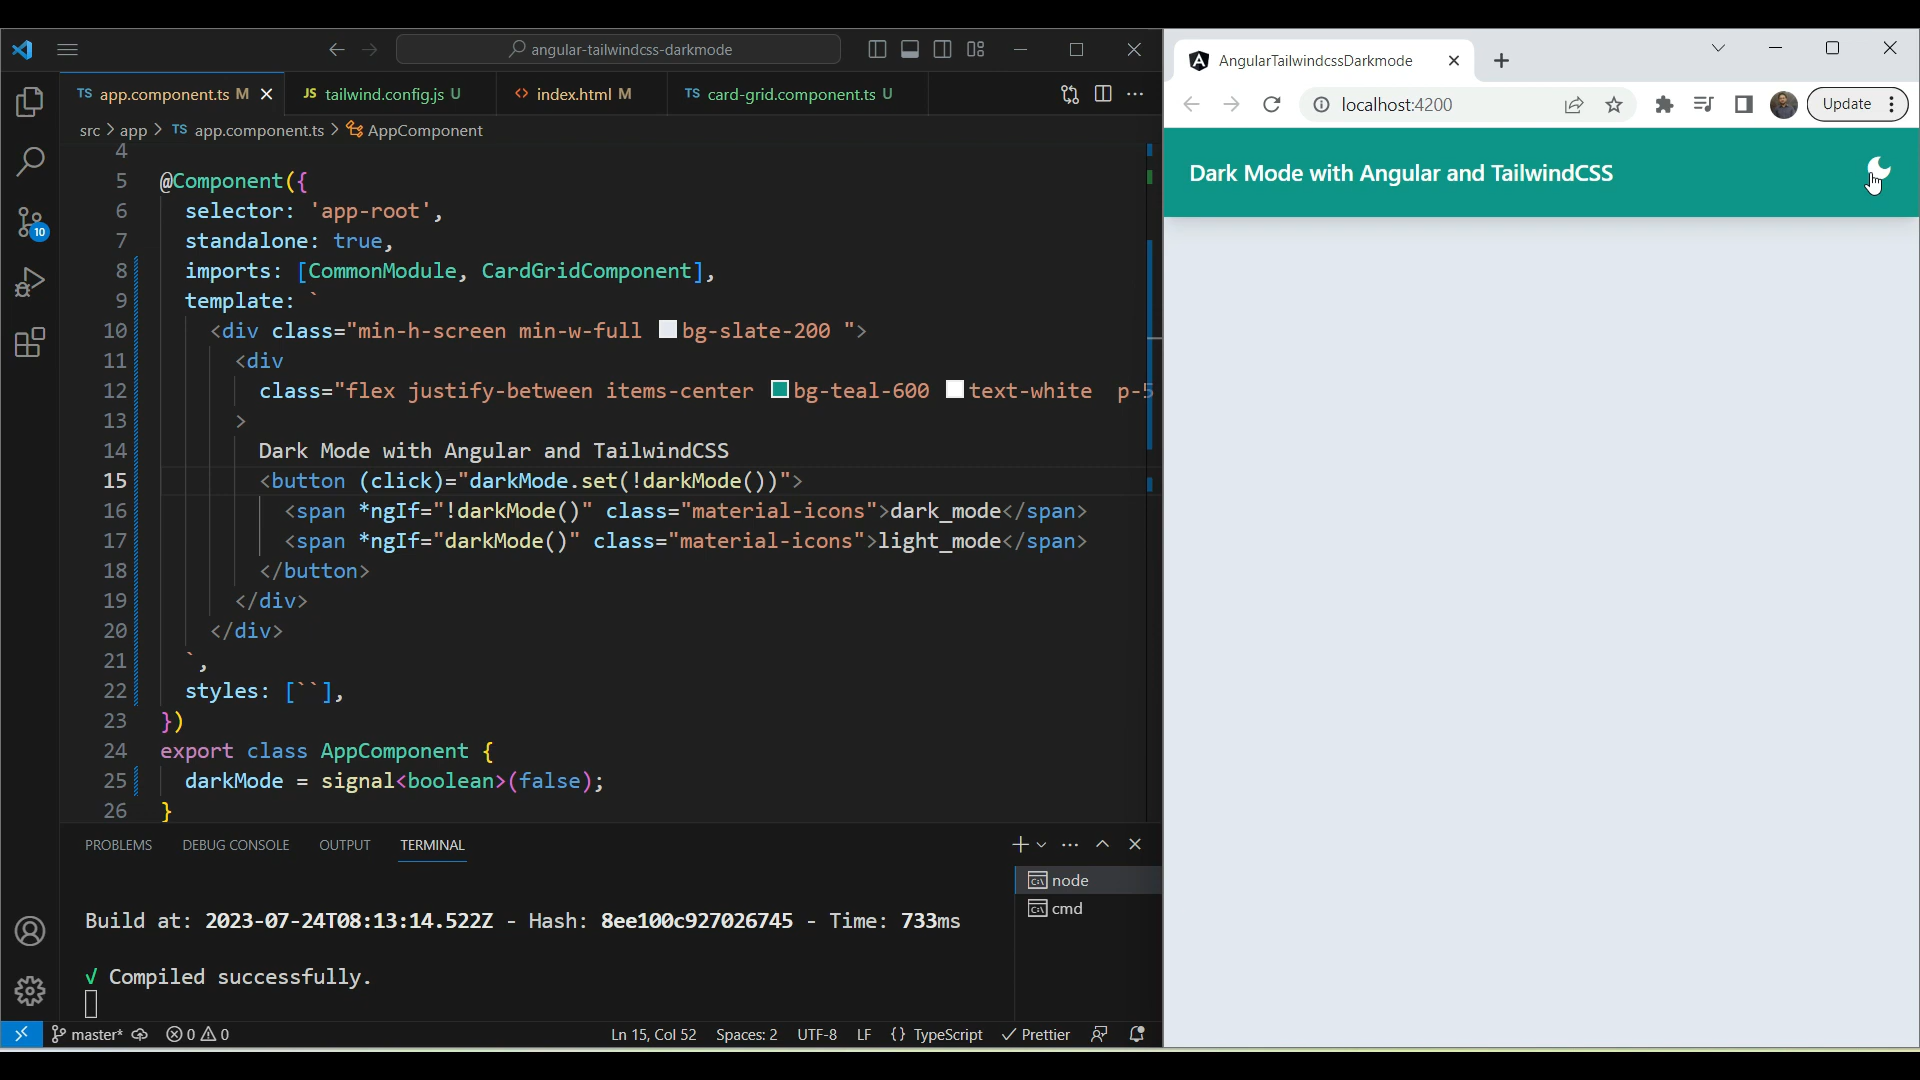 angular-tailwindcss-darkmode
TS app.component.ts M
JS tailwind.config.js U
<> index.html M
TS card-grid.component.ts U
src > app > TS app.component.ts > AppComponent
4
5 @Component({
6 selector: 'app-root',
7 standalone: true,
8 imports: [CommonModule, CardGridComponent],
9 template: `
10 <div class="min-h-screen min-w-full bg-slate-200 ">
11 <div
12 class="flex justify-between items-center bg-teal-600 text-white p-5
13 >
14 Dark Mode with Angular and TailwindCSS
15 <button (click)="darkMode.set(!darkMode())">
16 <span *ngIf="!darkMode()" class="material-icons">dark_mode</span>
17 <span *ngIf="darkMode()" class="material-icons">light_mode</span>
18 </button>
19 </div>
20 </div>
21 `,
22 styles: [``],
23 })
24 export class AppComponent {
25 darkMode = signal<boolean>(false);
26 }
10
PROBLEMS DEBUG CONSOLE OUTPUT TERMINAL
node
cmd
Build at: 2023-07-24T08:13:14.522Z - Hash: 8ee100c927026745 - Time: 733ms
√ Compiled successfully.
master* 0 0 Ln 15, Col 52 Spaces: 2 UTF-8 LF {} TypeScript Prettier
AngularTailwindcssDarkmode
localhost:4200
Update
Dark Mode with Angular and TailwindCSS